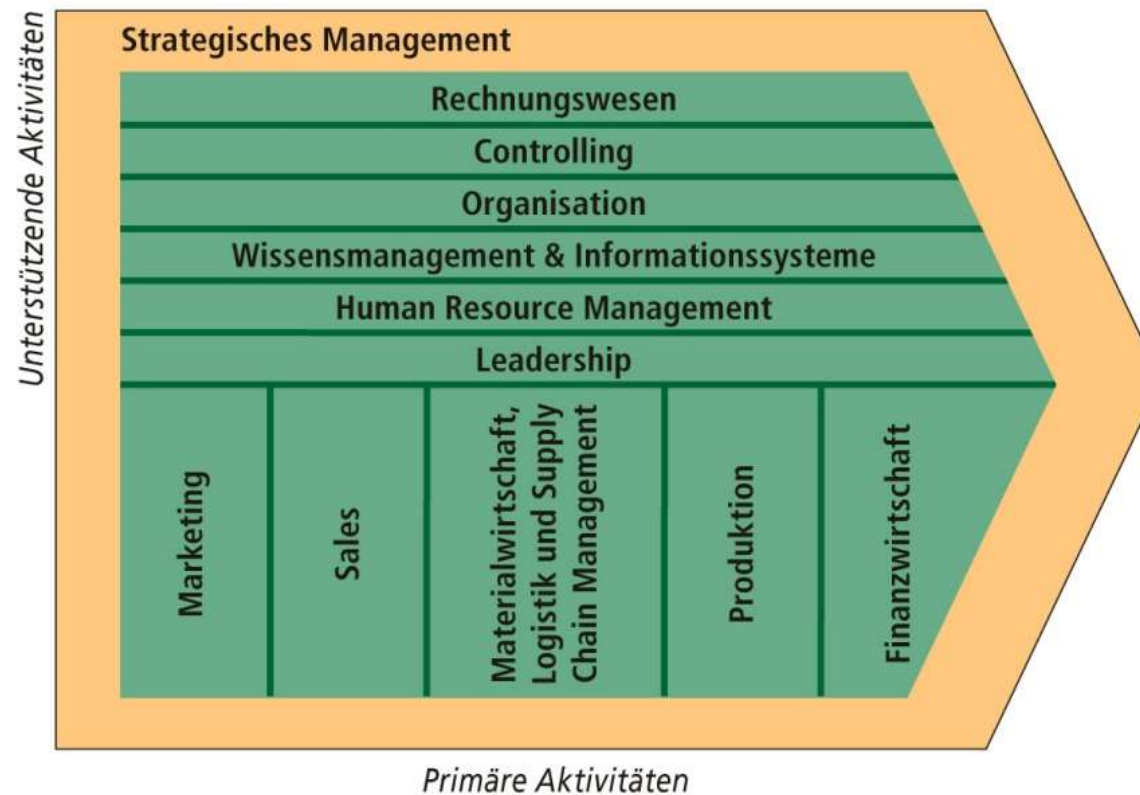 Unterstützende Aktivitäten
Strategisches Management
Rechnungswesen
Controlling
Organisation
Wissensmanagement & Informationssysteme
Human Resource Management
Leadership
Marketing
Sales
Materialwirtschaft,
Logistik und Supply
Chain Management
Produktion
Finanzwirtschaft
Primäre Aktivitäten